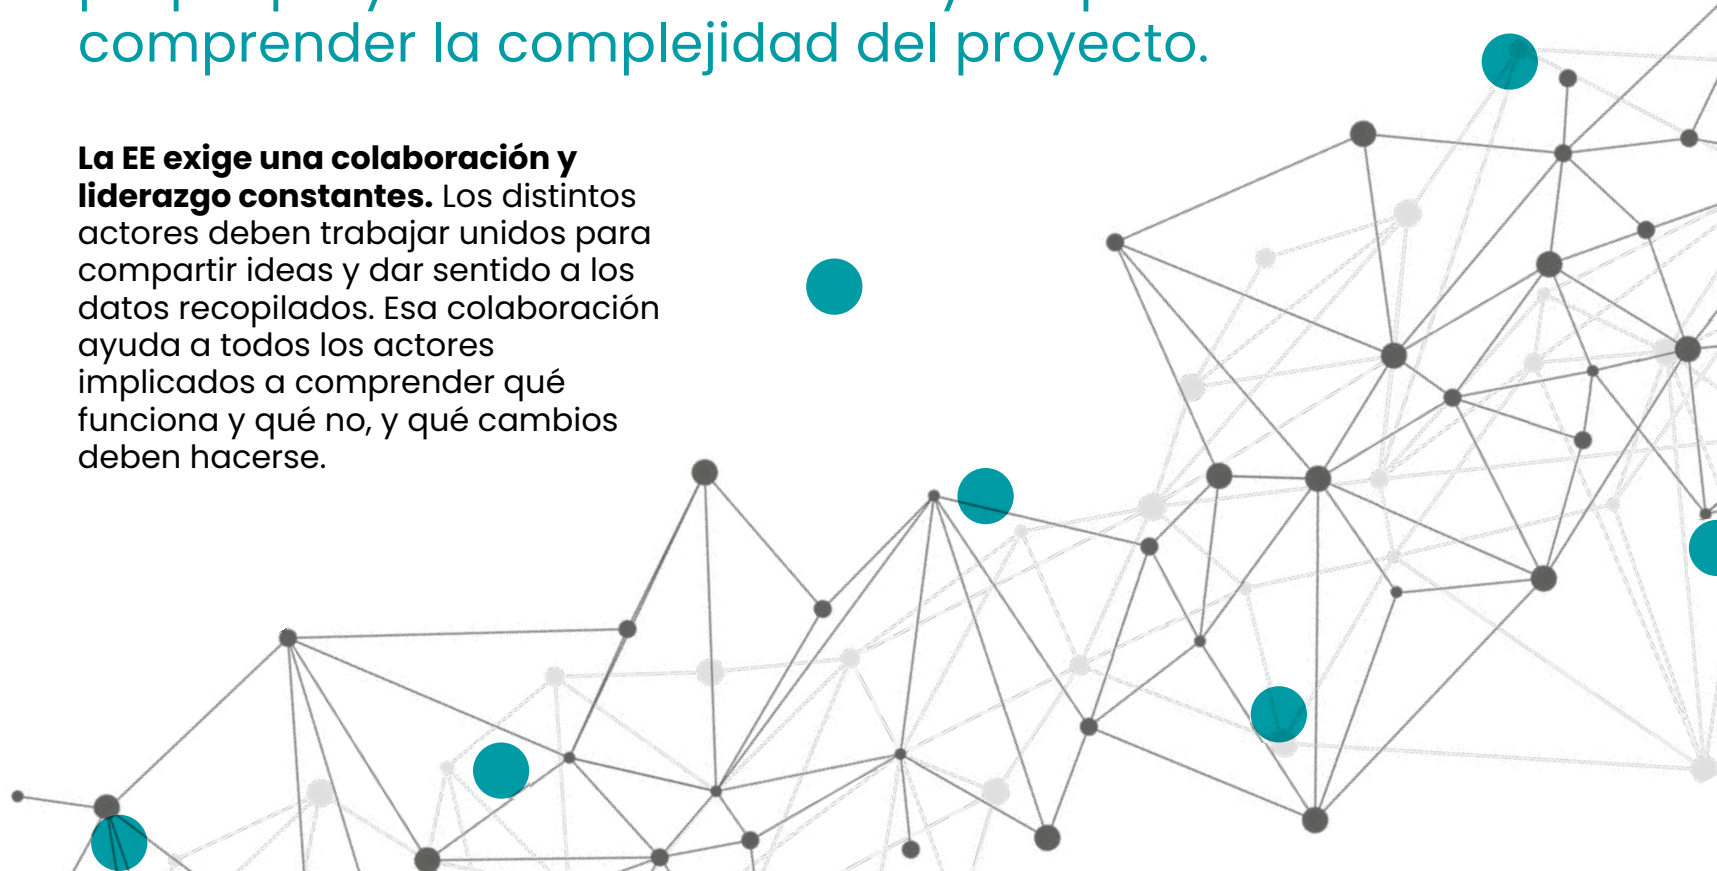 comprender la complejidad del proyecto.
La EE exige una colaboración y
liderazgo constantes. Los distintos
actores deben trabajar unidos para
compartir ideas y dar sentido a los
datos recopilados. Esa colaboración
ayuda a todos los actores
implicados a comprender qué
funciona y qué no, y qué cambios
deben hacerse.